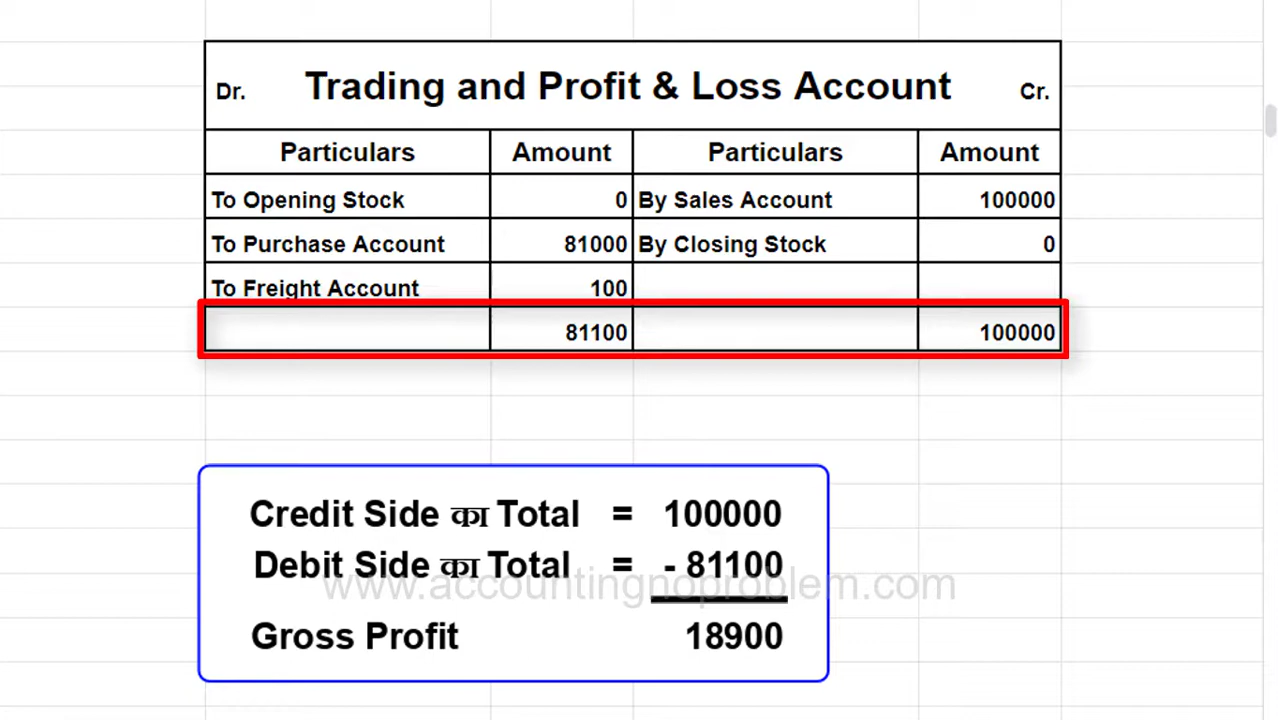 Dr. Trading and Profit & Loss Account Cr.
Particulars Amount Particulars Amount
To Opening Stock 0 By Sales Account 100000
To Purchase Account 81000 By Closing Stock 0
To Freight Account 100
81100 100000
Credit Side का Total = 100000
Debit Side का Total = - 81100
www.accountingnoproblem.com
Gross Profit 18900